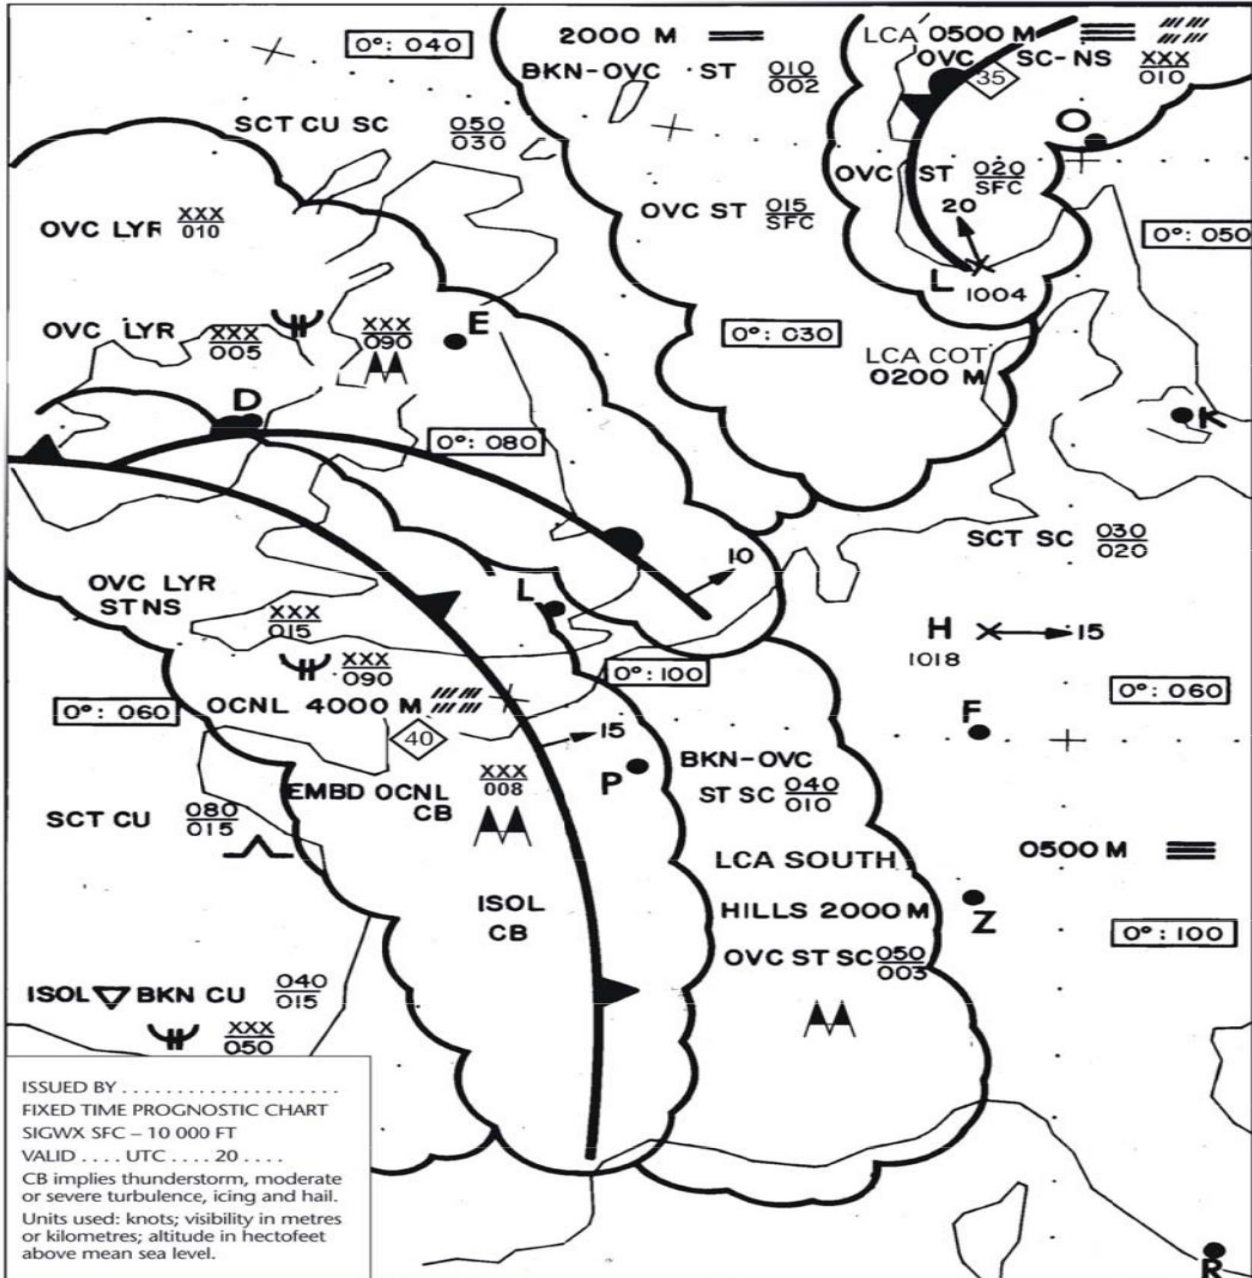 0°: 040
2000 M
BKN-OVC ST 010
002
LCA 0500 M
OVC SC-NS XXX
010
35
SCT CU SC 050
030
O
OVC ST 020
SFC
20
OVC LYR XXX
010
OVC ST 015
SFC
0°: 050
L 1004
OVC LYR XXX
005
XXX
090
E
0°: 030
LCA COT
0200 M
D
K
0°: 080
SCT SC 030
020
10
OVC LYR
ST NS
XXX
015
L
H 15
1018
XXX
090
0°: 100
0°: 060
OCNL 4000 M
0°: 060
40
15
F
P
BKN-OVC
ST SC 040
010
EMBD OCNL
CB
XXX
008
SCT CU 080
015
LCA SOUTH
HILLS 2000 M
OVC ST SC 050
003
0500 M
Z
ISOL
CB
0°: 100
ISOL BKN CU 040
015
XXX
050
ISSUED BY . . . . . . . . . . . . . . . . . . . .
FIXED TIME PROGNOSTIC CHART
SIGWX SFC – 10 000 FT
VALID . . . . UTC . . . . 20 . . . .
CB implies thunderstorm, moderate
or severe turbulence, icing and hail.
Units used: knots; visibility in metres
or kilometres; altitude in hectofeet
above mean sea level.
R